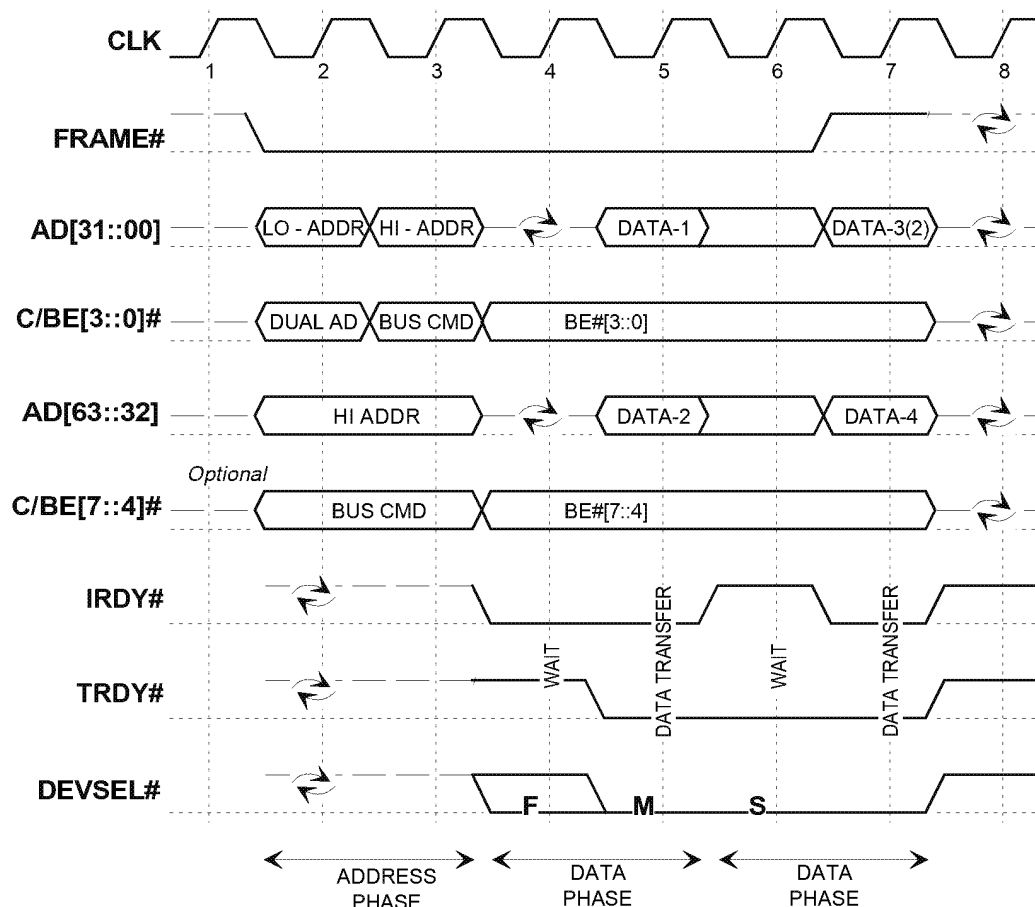 CLK
1 2 3 4 5 6 7 8
FRAME#
AD[31::00]
LO - ADDR HI - ADDR DATA-1 DATA-3(2)
C/BE[3::0]#
DUAL AD BUS CMD BE#[3::0]
AD[63::32]
HI ADDR DATA-2 DATA-4
Optional
C/BE[7::4]#
BUS CMD BE#[7::4]
IRDY#
WAIT DATA TRANSFER WAIT DATA TRANSFER
TRDY#
DEVSEL#
F M S
ADDRESS DATA DATA
PHASE PHASE PHASE